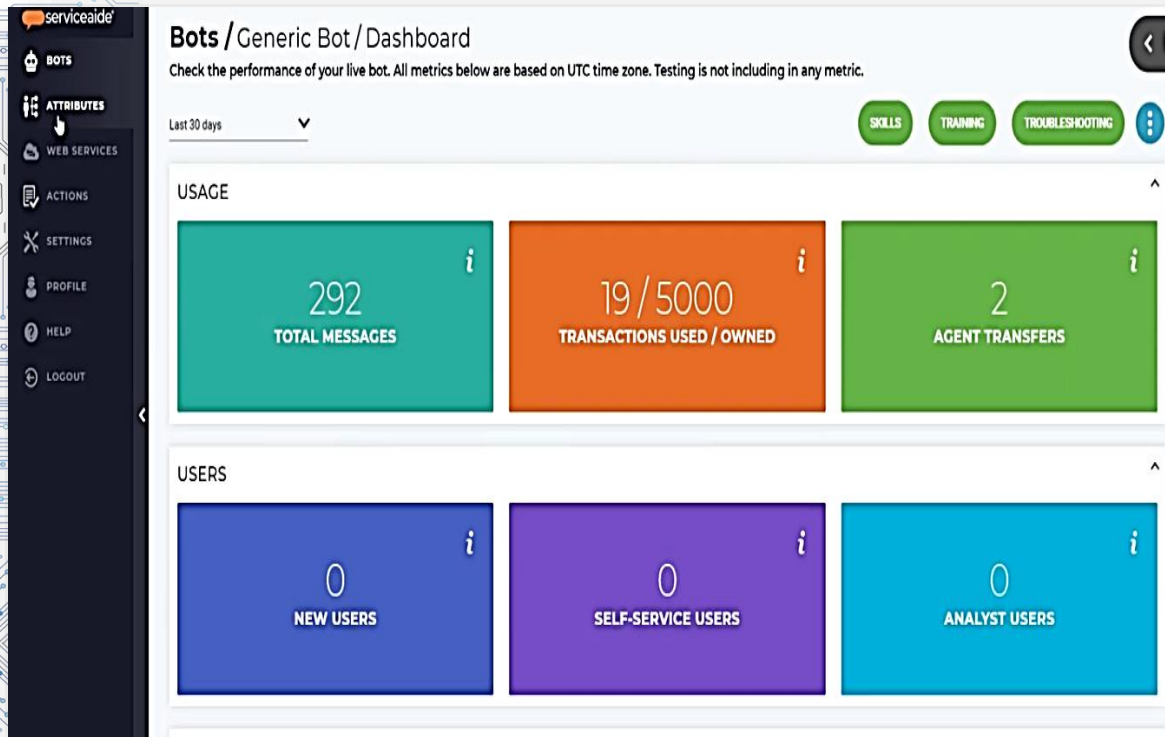 serviceaide
BOTS
ATTRIBUTES
WEB SERVICES
ACTIONS
SETTINGS
PROFILE
HELP
LOGOUT
Bots / Generic Bot / Dashboard
Check the performance of your live bot. All metrics below are based on UTC time zone. Testing is not including in any metric.
Last 30 days
SKILLS
TRAINING
TROUBLESHOOTING
USAGE
292
TOTAL MESSAGES
19 / 5000
TRANSACTIONS USED / OWNED
2
AGENT TRANSFERS
USERS
0
NEW USERS
0
SELF-SERVICE USERS
0
ANALYST USERS